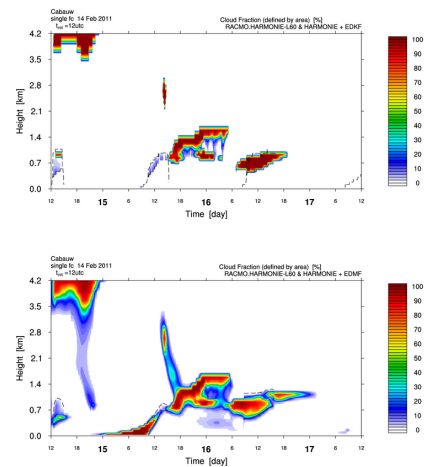 Cabauw
single fc 14 Feb 2011
t_init =12utc
Cloud Fraction (defined by area) [%]
RACMO.HARMONIE-L60 & HARMONIE + EDKF
4.2
3.5
2.8
2.1
1.4
0.7
0.0
Height [km]
12 18 15 6 12 18 16 6 12 18 17 6 12
Time [day]
100
90
80
70
60
50
40
30
20
10
0
Cabauw
single fc 14 Feb 2011
t_init =12utc
Cloud Fraction (defined by area) [%]
RACMO.HARMONIE-L60 & HARMONIE + EDMF
4.2
3.5
2.8
2.1
1.4
0.7
0.0
Height [km]
12 18 15 6 12 18 16 6 12 18 17 6 12
Time [day]
100
90
80
70
60
50
40
30
20
10
0